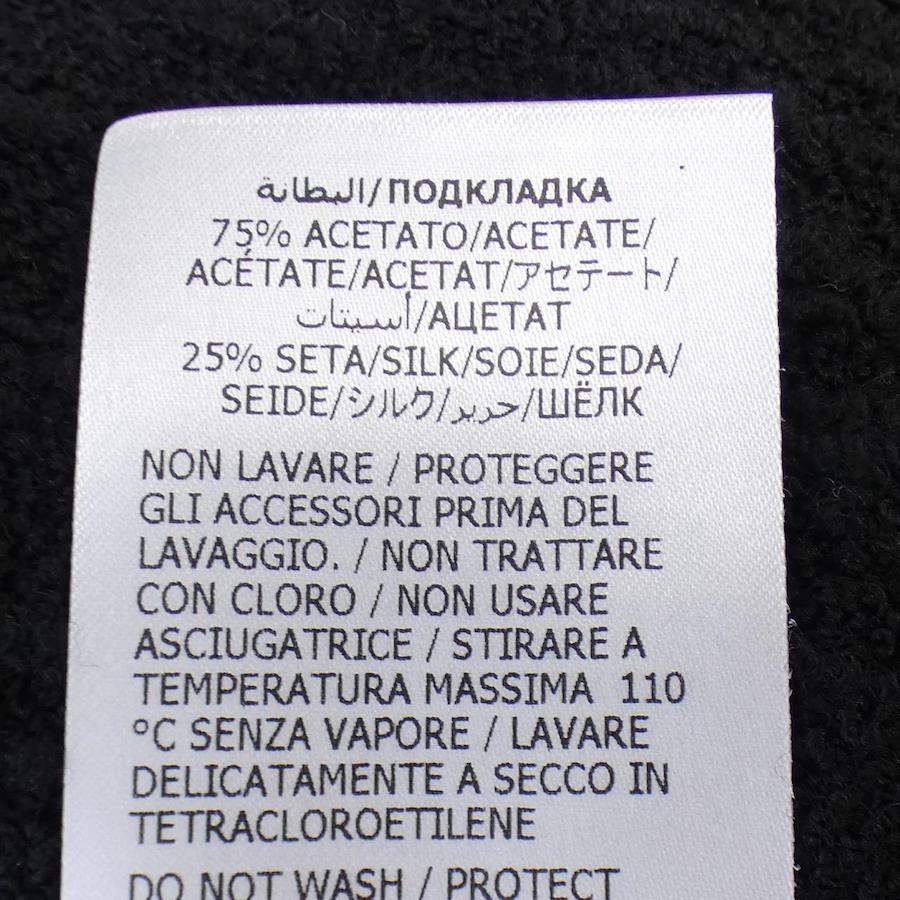 البطانة/ПОДКЛАДКА
75% ACETATO/ACETATE/
ACÉTATE/ACETAT/アセテート/
أسيتات/АЦЕТАТ
25% SETA/SILK/SOIE/SEDA/
SEIDE/シルク/حرير/ШЁЛК
NON LAVARE / PROTEGGERE
GLI ACCESSORI PRIMA DEL
LAVAGGIO. / NON TRATTARE
CON CLORO / NON USARE
ASCIUGATRICE / STIRARE A
TEMPERATURA MASSIMA 110
°C SENZA VAPORE / LAVARE
DELICATAMENTE A SECCO IN
TETRACLOROETILENE
DO NOT WASH / PROTECT